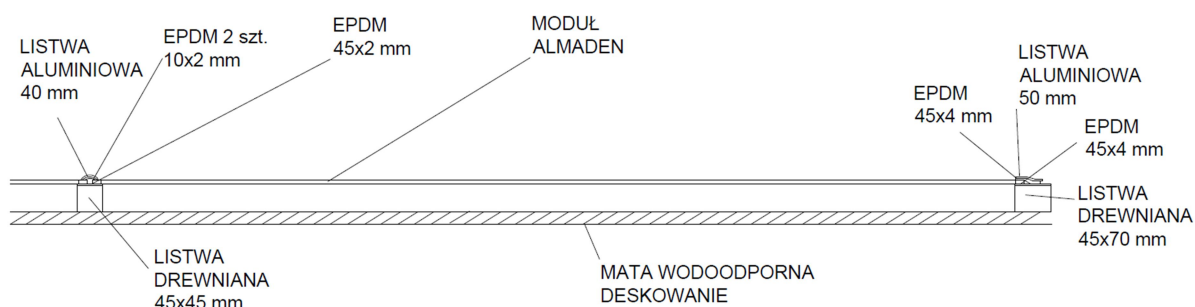 LISTWA
ALUMINIOWA
40 mm
EPDM 2 szt.
10x2 mm
EPDM
45x2 mm
MODUŁ
ALMADEN
EPDM
45x4 mm
LISTWA
ALUMINIOWA
50 mm
EPDM
45x4 mm
LISTWA
DREWNIANA
45x70 mm
LISTWA
DREWNIANA
45x45 mm
MATA WODOODPORNA
DESKOWANIE